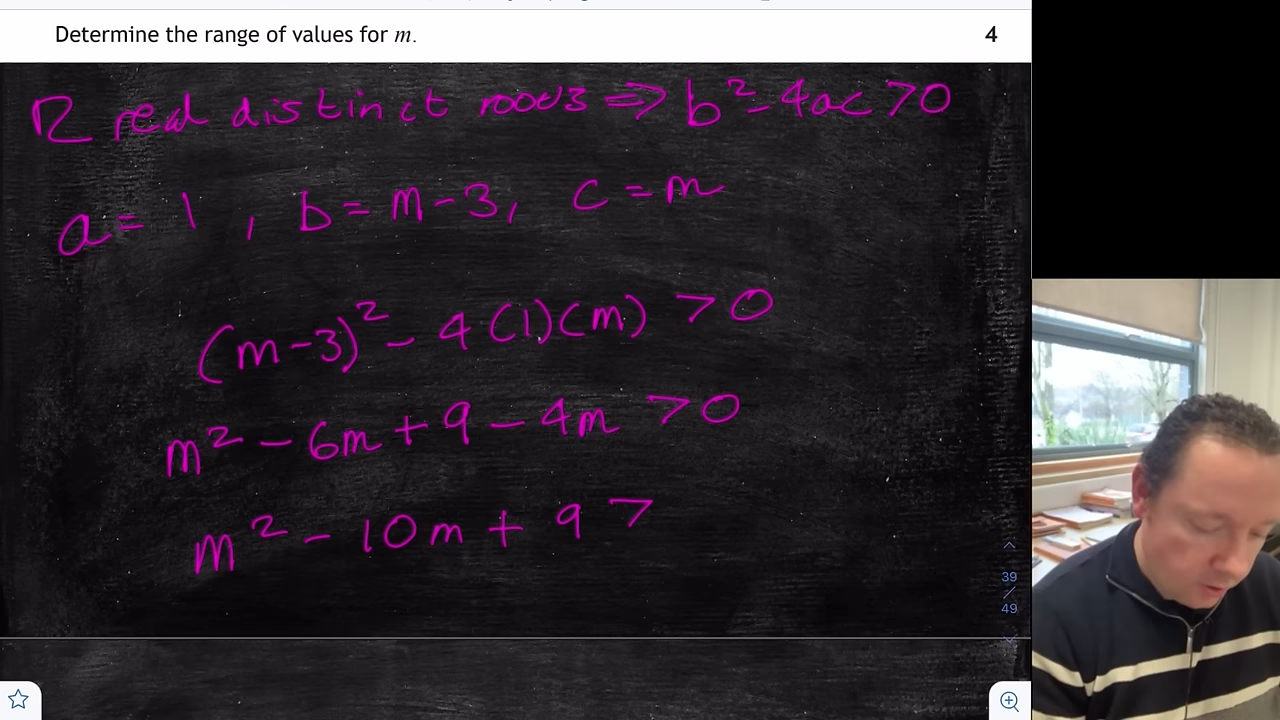 Determine the range of values for m.
4
2 real distinct roots => b² - 4ac > 0
a = 1 , b = m - 3, c = m
(m - 3)² - 4 (1)(m) > 0
m² - 6m + 9 - 4m > 0
m² - 10m + 9 >
39
/
49